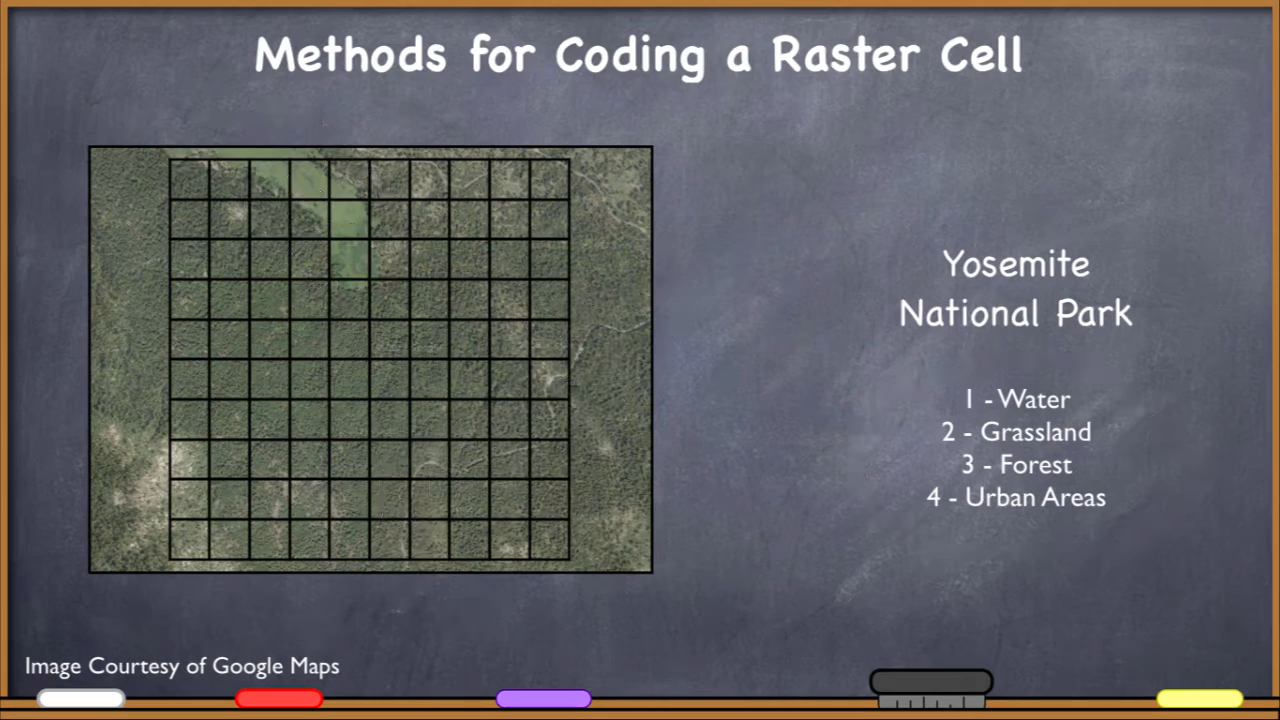 Methods for Coding a Raster Cell
Yosemite
National Park
1 - Water
2 - Grassland
3 - Forest
4 - Urban Areas
Image Courtesy of Google Maps